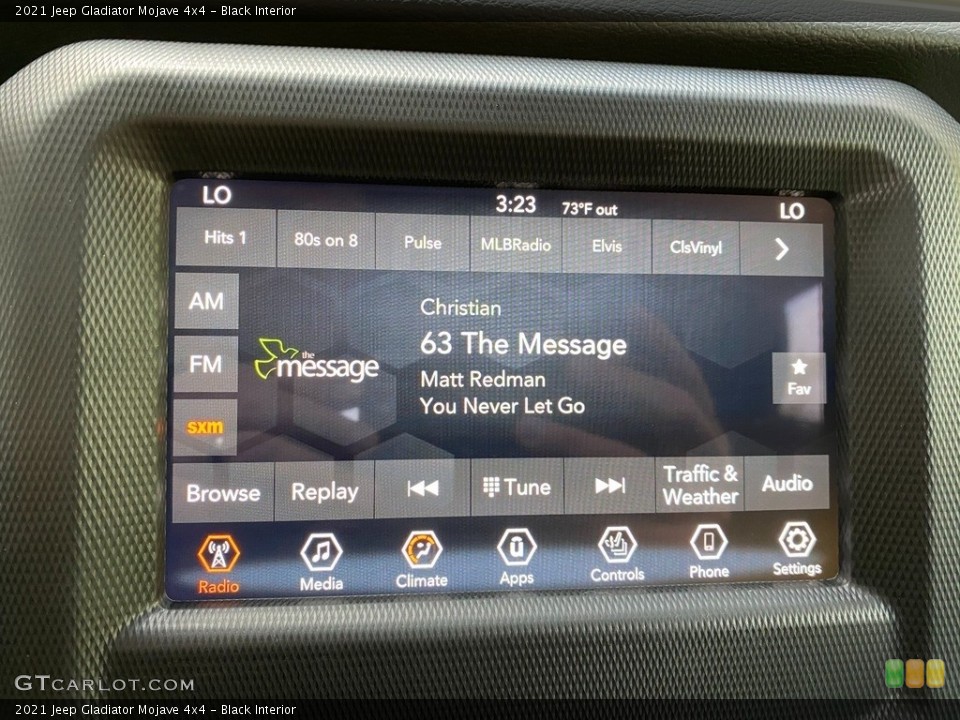 2021 Jeep Gladiator Mojave 4x4 - Black Interior
LO 3:23 73°F out LO
Hits 1 80s on 8 Pulse MLBRadio Elvis ClsVinyl
AM
Christian
63 The Message
FM
the message
Matt Redman
Fav
You Never Let Go
sxm
Browse Replay Tune Traffic & Weather Audio
Radio Media Climate Apps Controls Phone Settings
GTCARLOT.COM
2021 Jeep Gladiator Mojave 4x4 - Black Interior